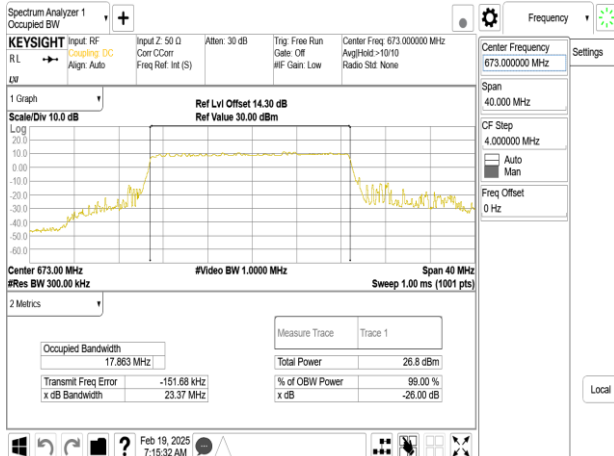 Spectrum Analyzer 1
Occupied BW
+
Frequency
KEYSIGHT
RL
LXI
Input: RF
Coupling: DC
Align: Auto
Input Z: 50 Ω
Corr CCorr
Freq Ref: Int (S)
Atten: 30 dB
Trig: Free Run
Gate: Off
#IF Gain: Low
Center Freq: 673.000000 MHz
Avg|Hold:>10/10
Radio Std: None
Center Frequency
673.000000 MHz
Settings
Span
40.000 MHz
CF Step
4.000000 MHz
Auto
Man
Freq Offset
0 Hz
Local
1 Graph
Scale/Div 10.0 dB
Ref Lvl Offset 14.30 dB
Ref Value 30.00 dBm
Log
20.0
10.0
0.00
-10.0
-20.0
-30.0
-40.0
-50.0
-60.0
Center 673.00 MHz
#Video BW 1.0000 MHz
Span 40 MHz
#Res BW 300.00 kHz
Sweep 1.00 ms (1001 pts)
2 Metrics
Measure Trace Trace 1
Occupied Bandwidth
17.863 MHz
Total Power 26.8 dBm
Transmit Freq Error -151.68 kHz
% of OBW Power 99.00 %
x dB Bandwidth 23.37 MHz
x dB -26.00 dB
?
Feb 19, 2025
7:15:32 AM